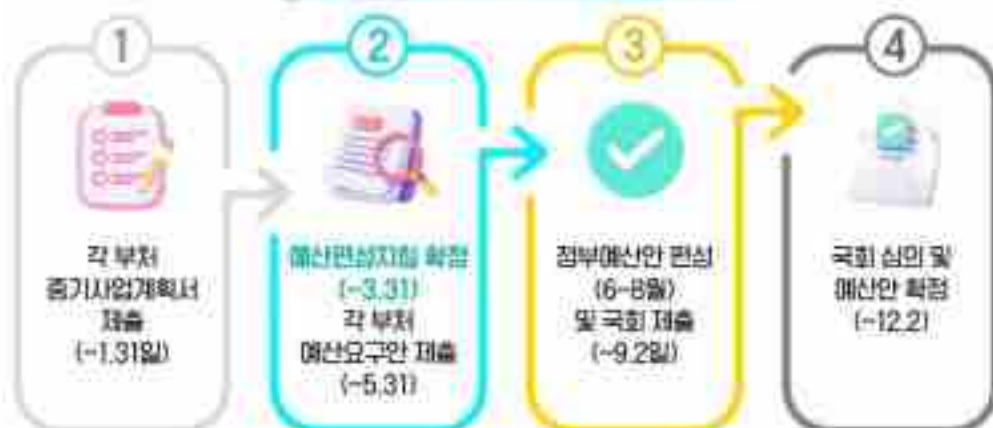 1
각 부처
중기사업계획서
제출
(~1.31일)
2
예산편성지침 확정
(~3.31)
각 부처
예산요구안 제출
(~5.31)
3
정부예산안 편성
(6~8월)
및 국회 제출
(~9.2일)
4
국회 심의 및
예산안 확정
(~12.2)